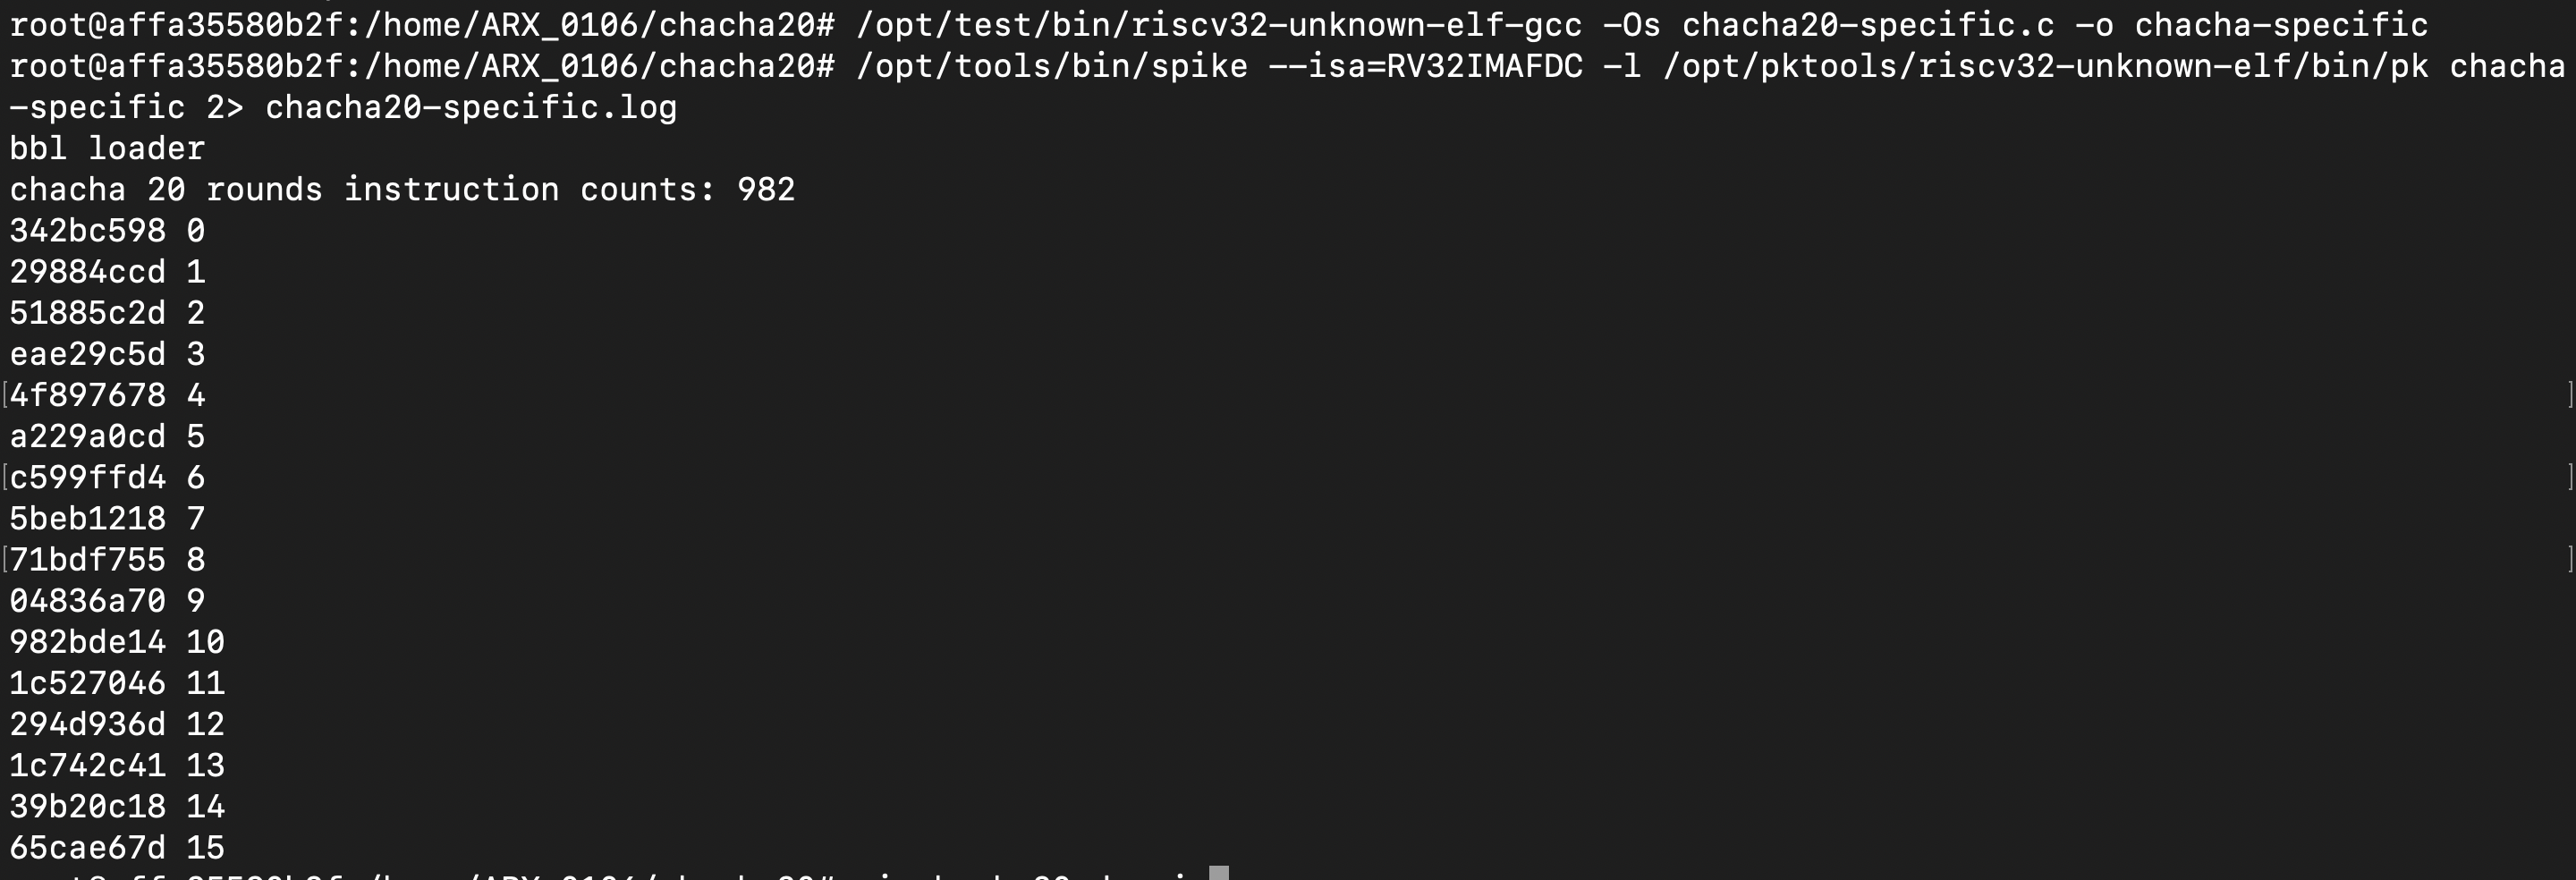 root@affa35580b2f:/home/ARX_0106/chacha20# /opt/test/bin/riscv32-unknown-elf-gcc -Os chacha20-specific.c -o chacha-specific
root@affa35580b2f:/home/ARX_0106/chacha20# /opt/tools/bin/spike --isa=RV32IMAFDC -l /opt/pktools/riscv32-unknown-elf/bin/pk chacha
-specific 2> chacha20-specific.log
bbl loader
chacha 20 rounds instruction counts: 982
342bc598 0
29884ccd 1
51885c2d 2
eae29c5d 3
[4f897678 4 ]
a229a0cd 5
[c599ffd4 6 ]
5beb1218 7
[71bdf755 8 ]
04836a70 9
982bde14 10
1c527046 11
294d936d 12
1c742c41 13
39b20c18 14
65cae67d 15